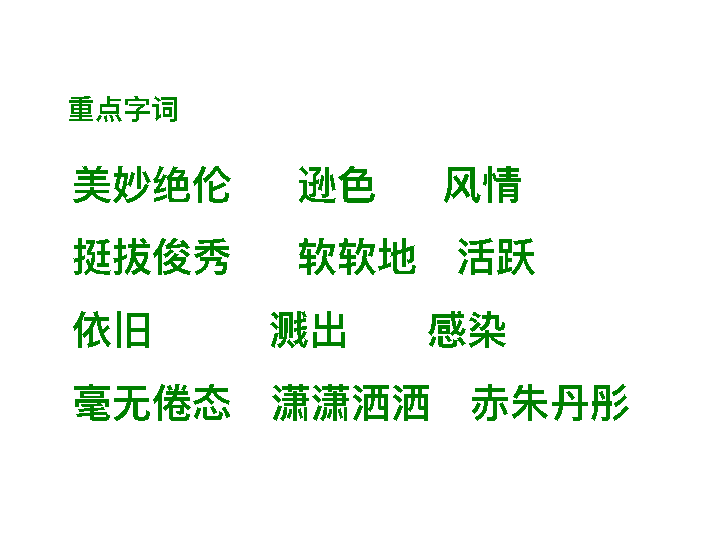 重点字词
美妙绝伦 逊色 风情
挺拔俊秀 软软地 活跃
依旧 溅出 感染
毫无倦态 潇潇洒洒 赤朱丹彤